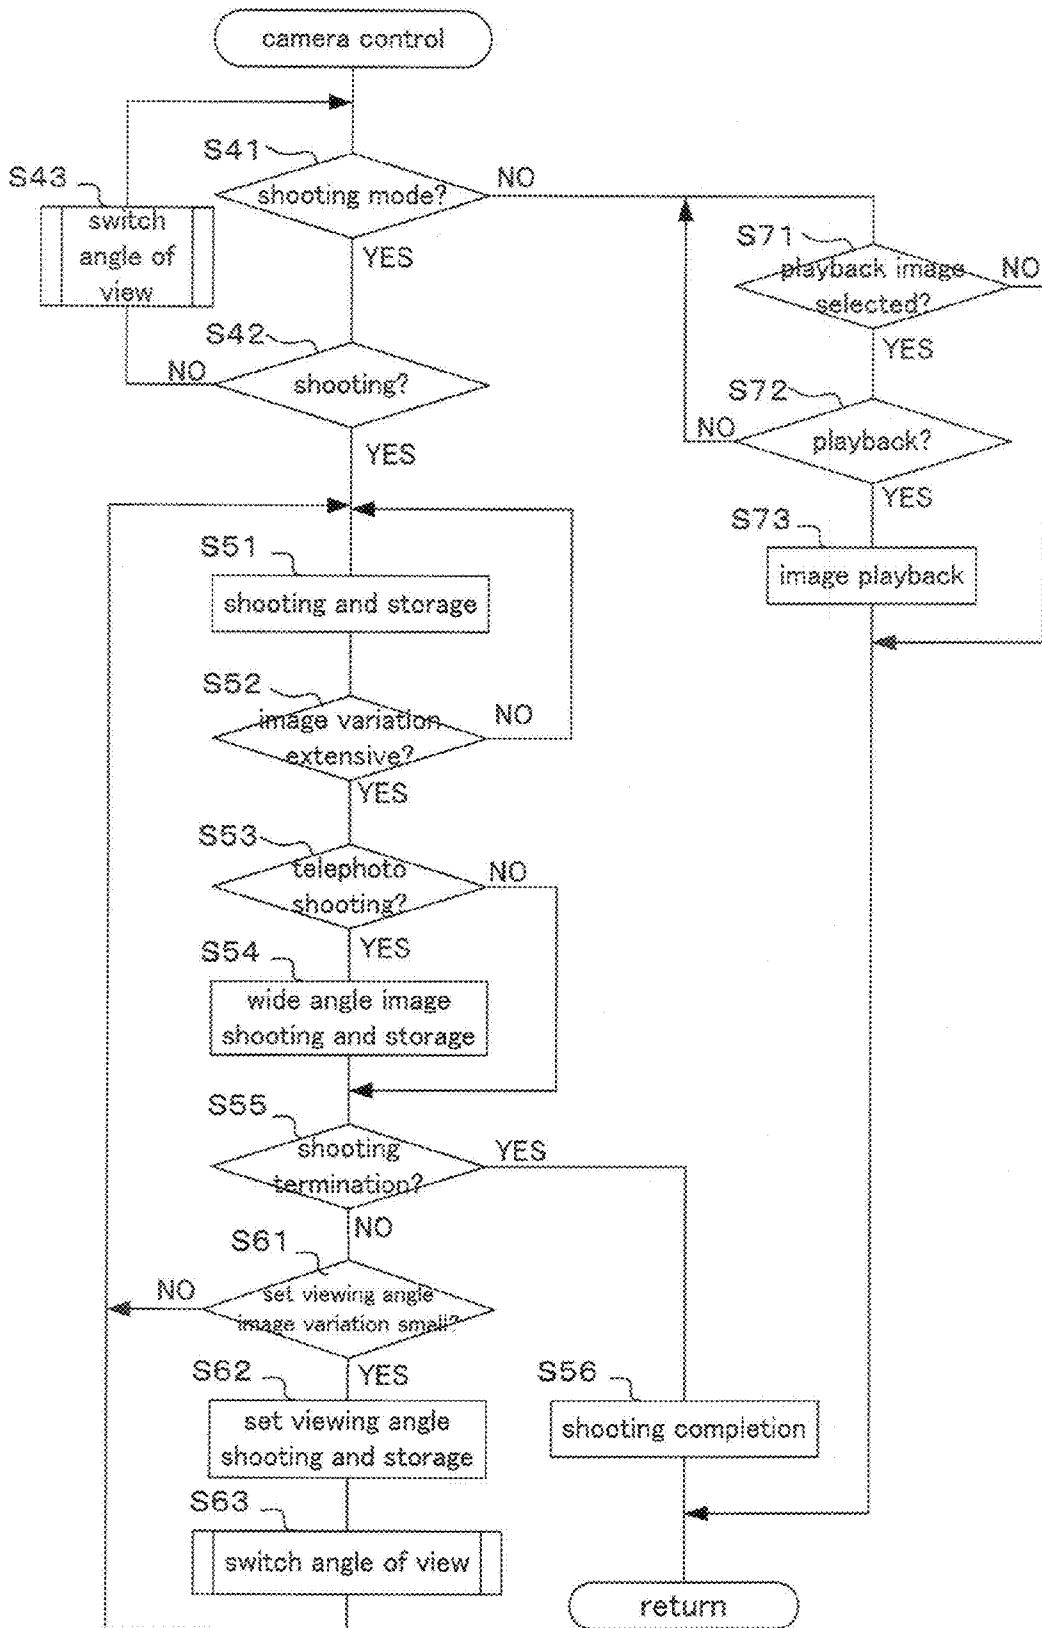 camera control
S41
shooting mode?
NO
YES
S43
switch
angle of
view
S42
shooting?
NO
YES
S71
playback image
selected?
NO
YES
S72
playback?
NO
YES
S73
image playback
S51
shooting and storage
S52
image variation
extensive?
NO
YES
S53
telephoto
shooting?
NO
YES
S54
wide angle image
shooting and storage
S55
shooting
termination?
YES
NO
S61
set viewing angle
image variation small?
NO
YES
S62
set viewing angle
shooting and storage
S63
switch angle of view
S56
shooting completion
return